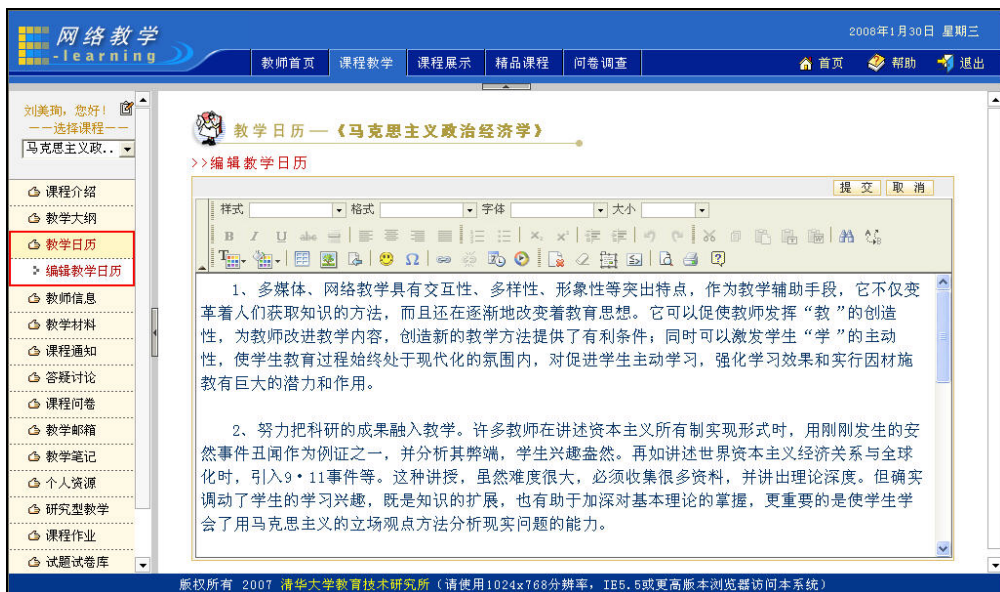 网络教学
-learning
2008年1月30日 星期三
教师首页 课程教学 课程展示 精品课程 问卷调查
首页 帮助 退出
刘美珣，您好！
——选择课程——
马克思主义政..
课程介绍
教学大纲
教学日历
编辑教学日历
教师信息
教学材料
课程通知
答疑讨论
课程问卷
教学邮箱
教学笔记
个人资源
研究型教学
课程作业
试题试卷库
教学日历—《马克思主义政治经济学》
>>编辑教学日历
提 交 取 消
样式 格式 字体 大小
1、多媒体、网络教学具有交互性、多样性、形象性等突出特点，作为教学辅助手段，它不仅变
革着人们获取知识的方法，而且还在逐渐地改变着教育思想。它可以促使教师发挥“教”的创造
性，为教师改进教学内容，创造新的教学方法提供了有利条件；同时可以激发学生“学”的主动
性，使学生教育过程始终处于现代化的氛围内，对促进学生主动学习，强化学习效果和实行因材施
教有巨大的潜力和作用。
2、努力把科研的成果融入教学。许多教师在讲述资本主义所有制实现形式时，用刚刚发生的安
然事件丑闻作为例证之一，并分析其弊端，学生兴趣盎然。再如讲述世界资本主义经济关系与全球
化时，引入9·11事件等。这种讲授，虽然难度很大，必须收集很多资料，并讲出理论深度。但确实
调动了学生的学习兴趣，既是知识的扩展，也有助于加深对基本理论的掌握，更重要的是使学生学
会了用马克思主义的立场观点方法分析现实问题的能力。
版权所有 2007 清华大学教育技术研究所（请使用1024x768分辨率，IE5.5或更高版本浏览器访问本系统）